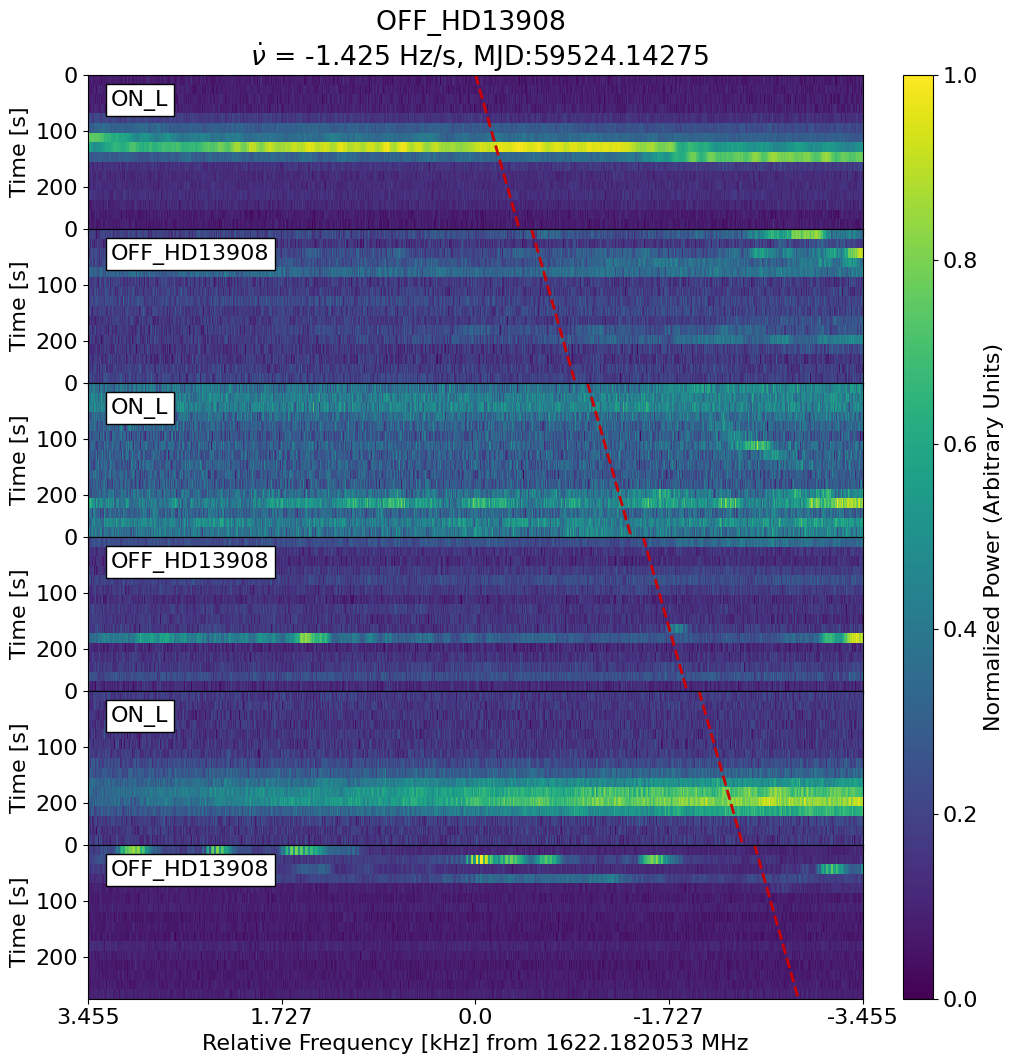 OFF_HD13908
ν̇ = -1.425 Hz/s, MJD:59524.14275
ON_L
OFF_HD13908
ON_L
OFF_HD13908
ON_L
OFF_HD13908
Time [s]
0
100
200
Time [s]
0
100
200
Time [s]
0
100
200
Time [s]
0
100
200
Time [s]
0
100
200
Time [s]
0
100
200
3.455 1.727 0.0 -1.727 -3.455
Relative Frequency [kHz] from 1622.182053 MHz
1.0
0.8
0.6
0.4
0.2
0.0
Normalized Power (Arbitrary Units)